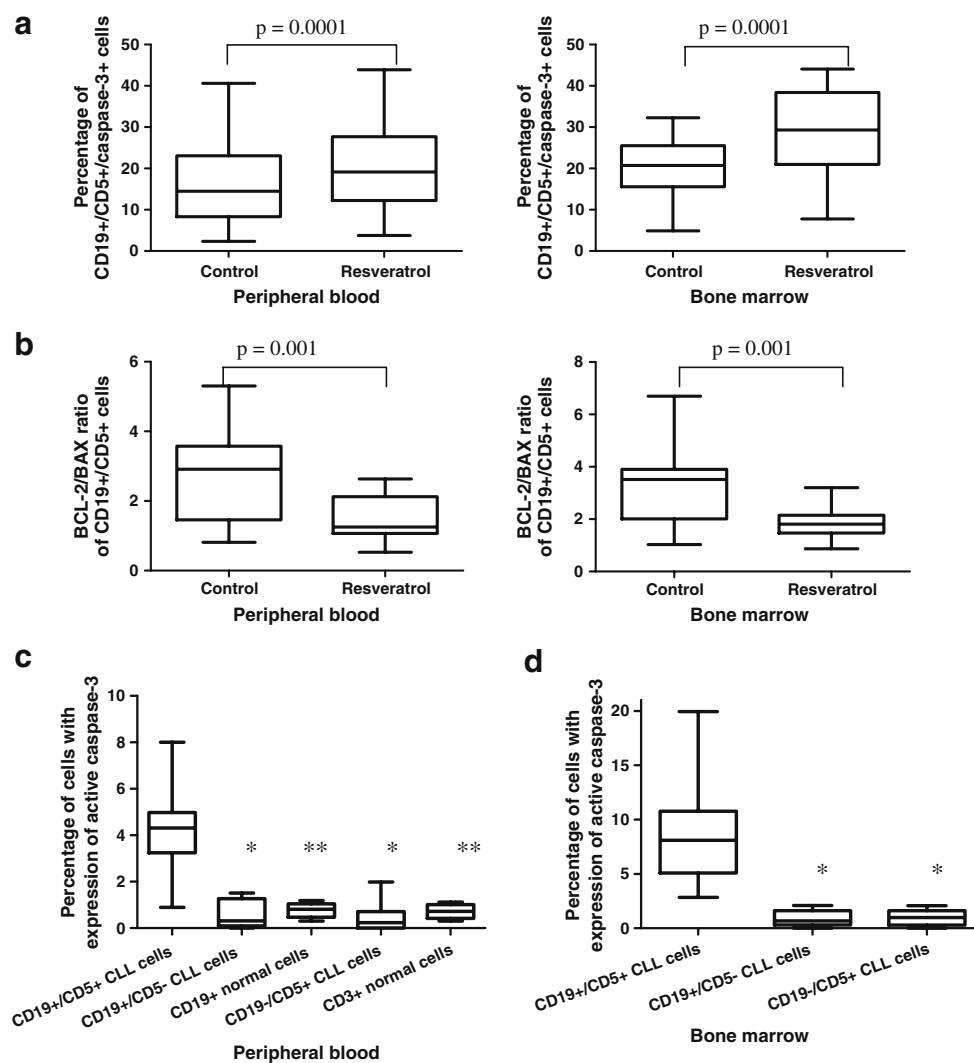 a
p = 0.0001
Percentage of
CD19+/CD5+/caspase-3+ cells
50
40
30
20
10
0
Control
Resveratrol
Peripheral blood
p = 0.0001
Percentage of
CD19+/CD5+/caspase-3+ cells
50
40
30
20
10
0
Control
Resveratrol
Bone marrow
b
p = 0.001
BCL-2/BAX ratio
of CD19+/CD5+ cells
6
4
2
0
Control
Resveratrol
Peripheral blood
p = 0.001
BCL-2/BAX ratio
of CD19+/CD5+ cells
8
6
4
2
0
Control
Resveratrol
Bone marrow
c
Percentage of cells with
expression of active caspase-3
10
8
6
4
2
0
* ** * **
CD19+/CD5+ CLL cells
CD19+/CD5- CLL cells
CD19+ normal cells
CD19-/CD5+ CLL cells
CD3+ normal cells
Peripheral blood
d
Percentage of cells with
expression of active caspase-3
20
15
10
5
0
* *
CD19+/CD5+ CLL cells
CD19+/CD5- CLL cells
CD19-/CD5+ CLL cells
Bone marrow